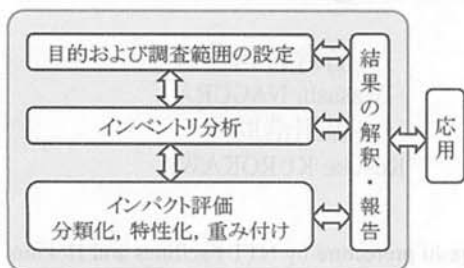 目的および調査範囲の設定
インベントリ分析
インパクト評価
分類化, 特性化, 重み付け
結果の解釈・報告
応用